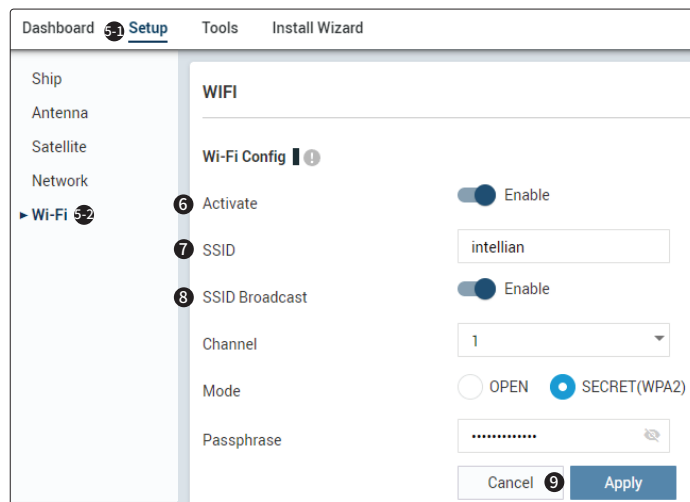 Dashboard 5-1 Setup Tools Install Wizard
Ship
Antenna
Satellite
Network
▸ Wi-Fi 5-2
WIFI
Wi-Fi Config
6 Activate Enable
7 SSID intellian
8 SSID Broadcast Enable
Channel 1
Mode OPEN SECRET(WPA2)
Passphrase •••••••••••••
Cancel 9 Apply